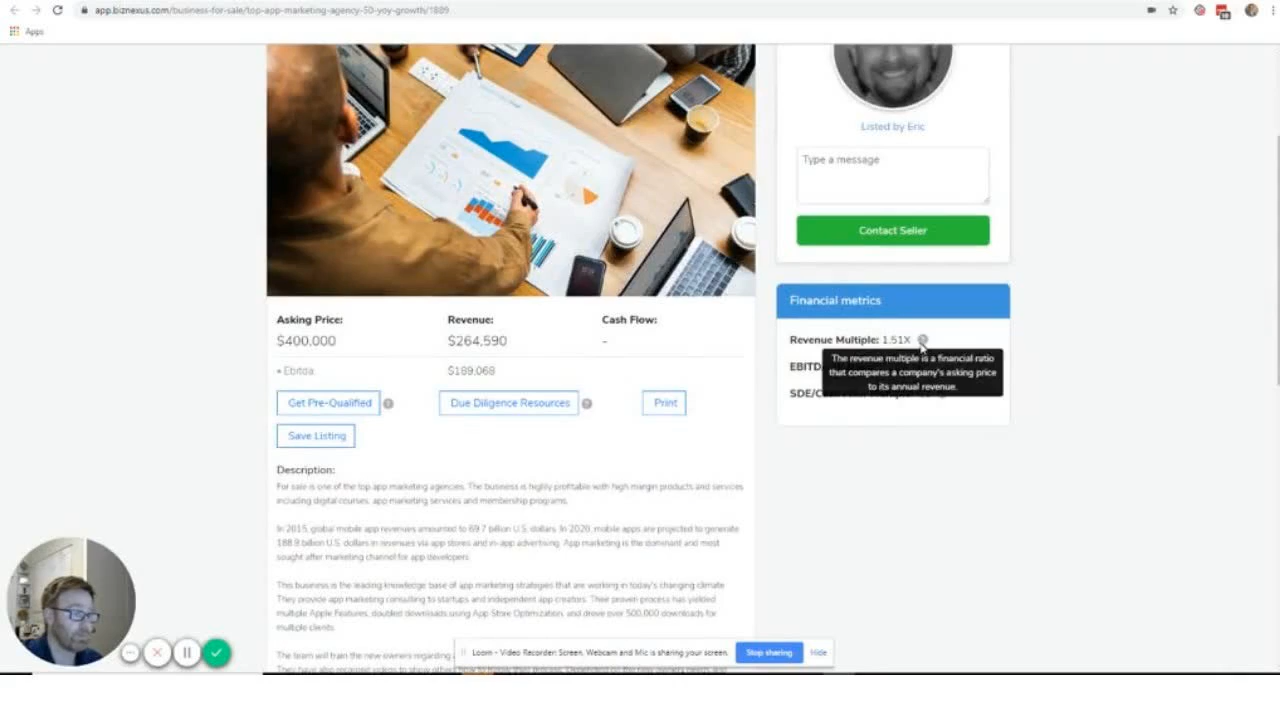 app.biznexus.com/business-for-sale/top-app-marketing-agency-50-yoy-growth/1889
Apps
Listed by Eric
Type a message
Contact Seller
Financial metrics
Revenue Multiple: 1.51X
The revenue multiple is a financial ratio
that compares a company's asking price
to its annual revenue.
EBITD
SDE/C
Asking Price:
Revenue:
Cash Flow:
$400,000
$264,590
-
• Ebitda:
$189,068
Get Pre-Qualified
Due Diligence Resources
Print
Save Listing
Description:
For sale is one of the top app marketing agencies. The business is highly profitable with high margin products and services
including digital courses, app marketing services and membership programs.
In 2015, global mobile app revenues amounted to 69.7 billion U.S. dollars. In 2020, mobile apps are projected to generate
188.9 billion U.S. dollars in revenues via app stores and in-app advertising. App marketing is the dominant and most
sought after marketing channel for app developers.
This business is the leading knowledge base of app marketing strategies that are working in today's changing climate
They provide app marketing consulting to startups and independent app creators. Their proven process has yielded
multiple Apple Features, doubled downloads using App Store Optimization, and drove over 500,000 downloads for
multiple clients.
The team will train the new owners regarding
They have also recorded videos to show others how to
Loom - Video Recorder: Screen, Webcam and Mic is sharing your screen.
Stop sharing
Hide